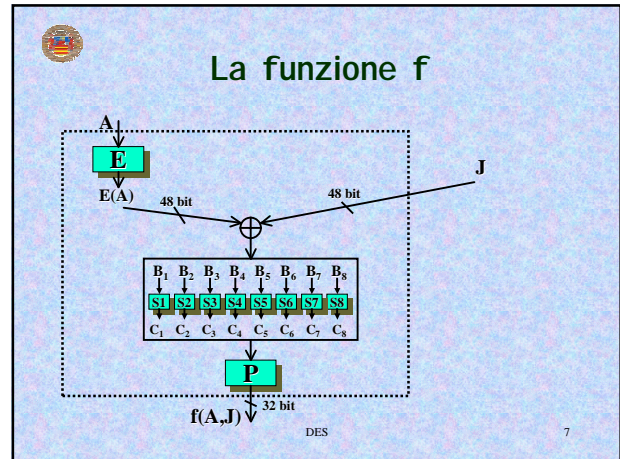 La funzione f
A
E
J
E(A)
48 bit
48 bit
B1 B2 B3 B4 B5 B6 B7 B8
S1 S2 S3 S4 S5 S6 S7 S8
C1 C2 C3 C4 C5 C6 C7 C8
P
32 bit
f(A,J)
DES
7